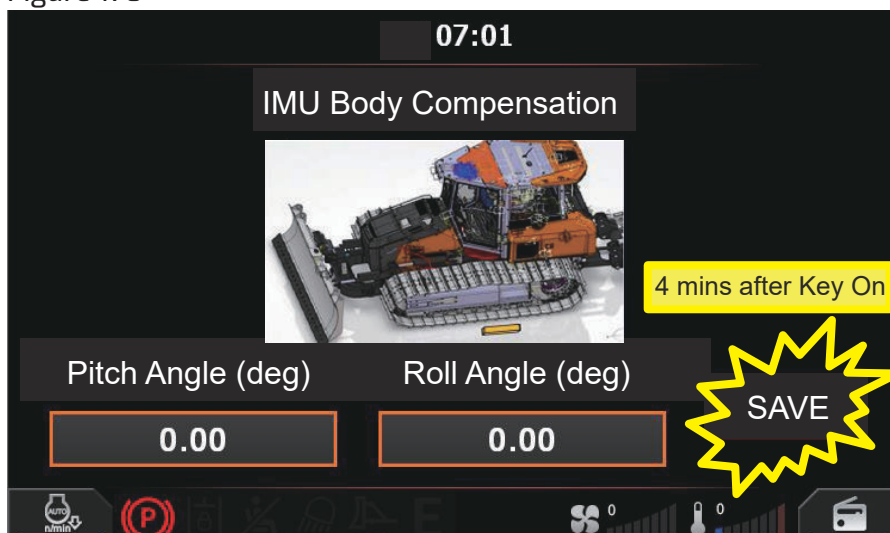 07:01
IMU Body Compensation
4 mins after Key On
Pitch Angle (deg) Roll Angle (deg)
SAVE
0.00 0.00
AUTO
n/min
P
E
0
0